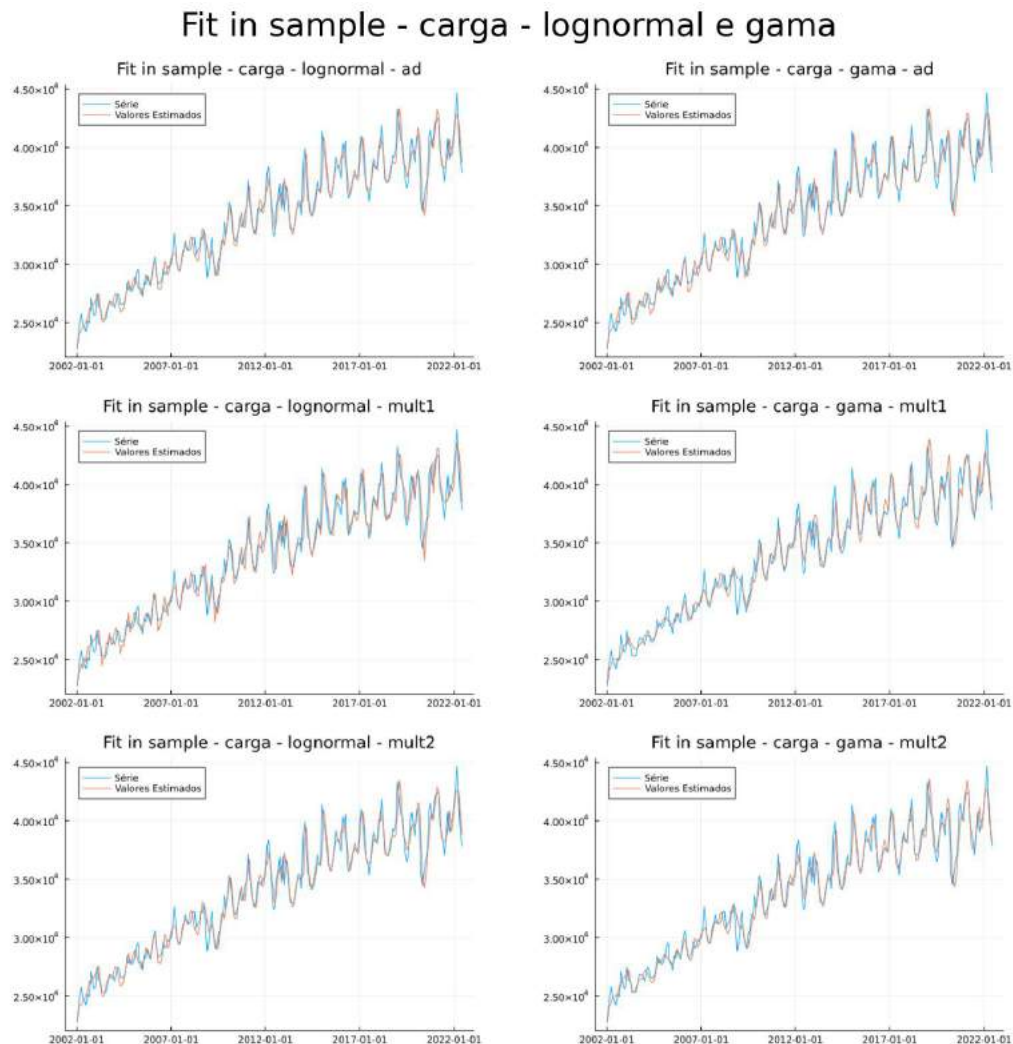 Fit in sample - carga - lognormal e gama
Fit in sample - carga - lognormal - ad
4.50×10⁴
4.00×10⁴
3.50×10⁴
3.00×10⁴
2.50×10⁴
Série
Valores Estimados
2002-01-01 2007-01-01 2012-01-01 2017-01-01 2022-01-01
Fit in sample - carga - gama - ad
4.50×10⁴
4.00×10⁴
3.50×10⁴
3.00×10⁴
2.50×10⁴
Série
Valores Estimados
2002-01-01 2007-01-01 2012-01-01 2017-01-01 2022-01-01
Fit in sample - carga - lognormal - mult1
4.50×10⁴
4.00×10⁴
3.50×10⁴
3.00×10⁴
2.50×10⁴
Série
Valores Estimados
2002-01-01 2007-01-01 2012-01-01 2017-01-01 2022-01-01
Fit in sample - carga - gama - mult1
4.50×10⁴
4.00×10⁴
3.50×10⁴
3.00×10⁴
2.50×10⁴
Série
Valores Estimados
2002-01-01 2007-01-01 2012-01-01 2017-01-01 2022-01-01
Fit in sample - carga - lognormal - mult2
4.50×10⁴
4.00×10⁴
3.50×10⁴
3.00×10⁴
2.50×10⁴
Série
Valores Estimados
2002-01-01 2007-01-01 2012-01-01 2017-01-01 2022-01-01
Fit in sample - carga - gama - mult2
4.50×10⁴
4.00×10⁴
3.50×10⁴
3.00×10⁴
2.50×10⁴
Série
Valores Estimados
2002-01-01 2007-01-01 2012-01-01 2017-01-01 2022-01-01